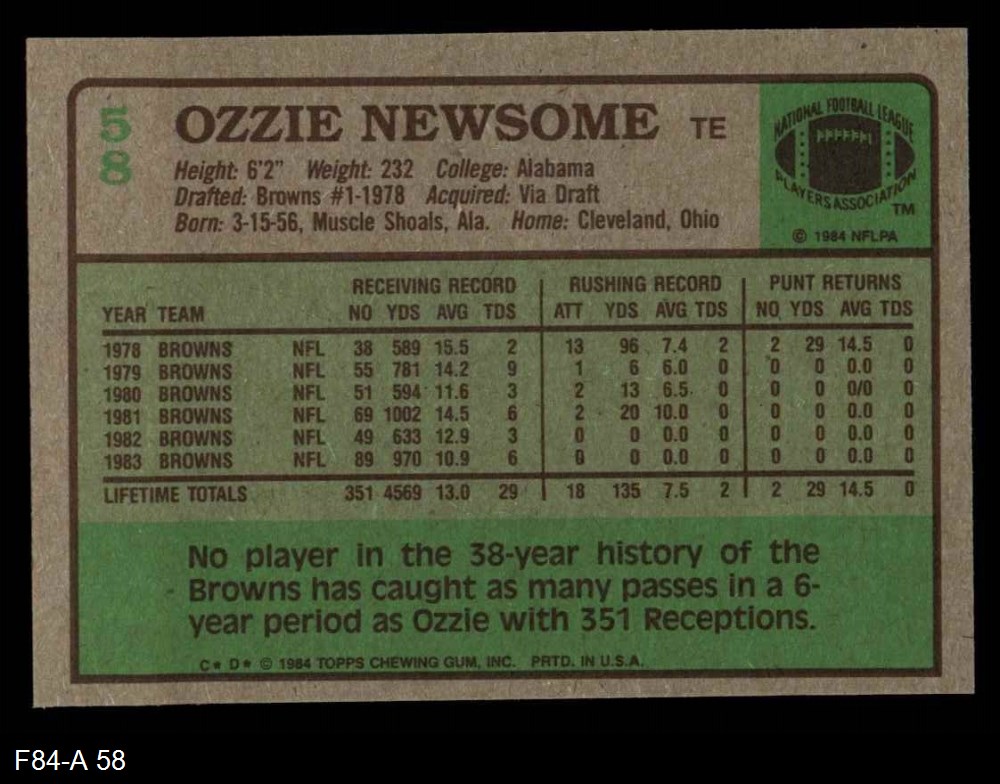 58
OZZIE NEWSOME TE
Height: 6'2" Weight: 232 College: Alabama
Drafted: Browns #1-1978 Acquired: Via Draft
Born: 3-15-56, Muscle Shoals, Ala. Home: Cleveland, Ohio
NATIONAL FOOTBALL LEAGUE
PLAYERS ASSOCIATION
TM
© 1984 NFLPA
RECEIVING RECORD RUSHING RECORD PUNT RETURNS
YEAR TEAM NO YDS AVG TDS ATT YDS AVG TDS NO. YDS AVG TDS
1978 BROWNS NFL 38 589 15.5 2 13 96 7.4 2 2 29 14.5 0
1979 BROWNS NFL 55 781 14.2 9 1 6 6.0 0 0 0 0.0 0
1980 BROWNS NFL 51 594 11.6 3 2 13 6.5 0 0 0 0/0 0
1981 BROWNS NFL 69 1002 14.5 6 2 20 10.0 0 0 0 0.0 0
1982 BROWNS NFL 49 633 12.9 3 0 0 0.0 0 0 0 0.0 0
1983 BROWNS NFL 89 970 10.9 6 0 0 0.0 0 0 0 0.0 0
LIFETIME TOTALS 351 4569 13.0 29 18 135 7.5 2 2 29 14.5 0
No player in the 38-year history of the
Browns has caught as many passes in a 6-
year period as Ozzie with 351 Receptions.
C* D* © 1984 TOPPS CHEWING GUM, INC. PRTD. IN U.S.A.
F84-A 58